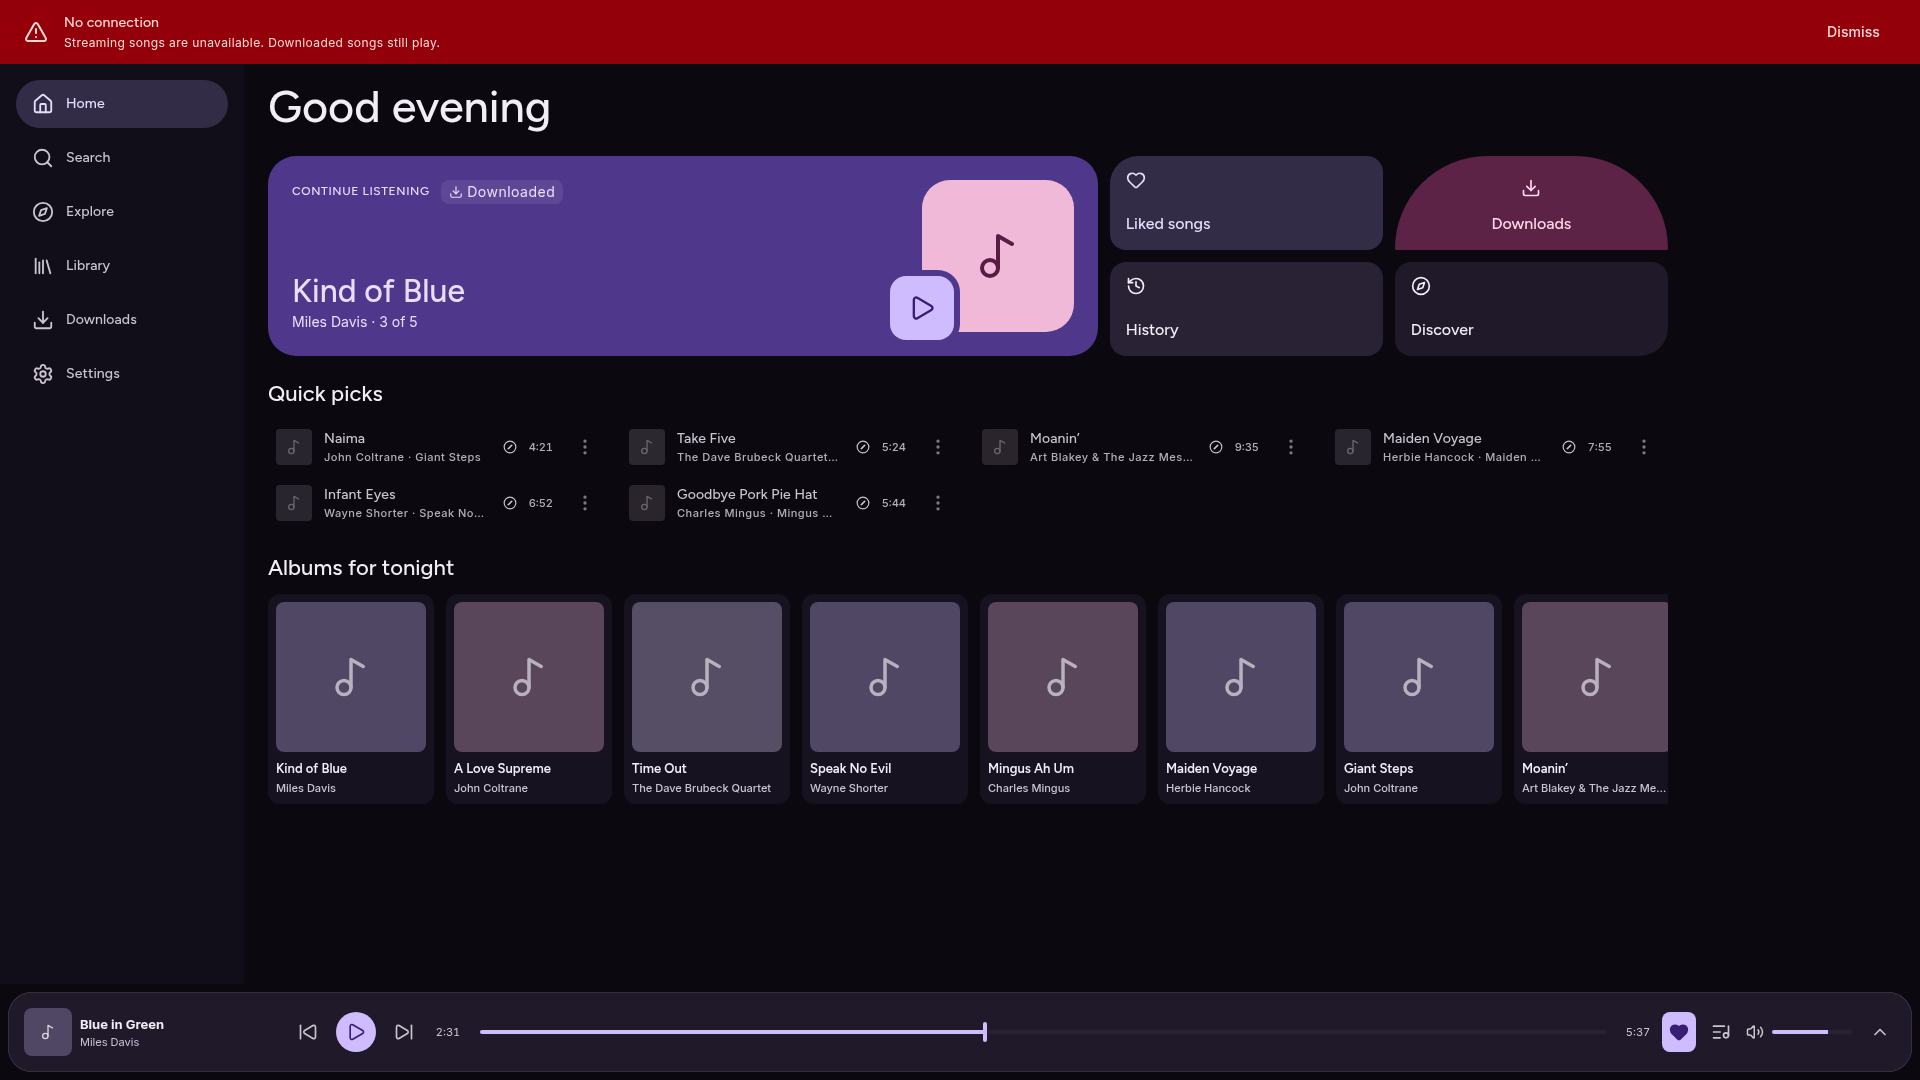 No connection
Streaming songs are unavailable. Downloaded songs still play.
Dismiss
Home
Search
Explore
Library
Downloads
Settings
Good evening
CONTINUE LISTENING
Downloaded
Kind of Blue
Miles Davis · 3 of 5
Liked songs
Downloads
History
Discover
Quick picks
Naima
John Coltrane · Giant Steps
4:21
Take Five
The Dave Brubeck Quartet...
5:24
Moanin’
Art Blakey & The Jazz Mes...
9:35
Maiden Voyage
Herbie Hancock · Maiden ...
7:55
Infant Eyes
Wayne Shorter · Speak No...
6:52
Goodbye Pork Pie Hat
Charles Mingus · Mingus ...
5:44
Albums for tonight
Kind of Blue
Miles Davis
A Love Supreme
John Coltrane
Time Out
The Dave Brubeck Quartet
Speak No Evil
Wayne Shorter
Mingus Ah Um
Charles Mingus
Maiden Voyage
Herbie Hancock
Giant Steps
John Coltrane
Moanin’
Art Blakey & The Jazz Me...
Blue in Green
Miles Davis
2:31
5:37